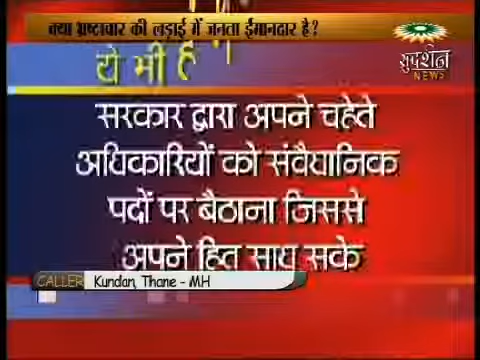 क्या भ्रष्टाचार की लड़ाई में जनता ईमानदार है?
सुदर्शन
NEWS
ये भी
सरकार द्वारा अपने चहेते
अधिकारियों को संवैधानिक
पदों पर बैठाना जिससे
अपने हित साध सके
CALLER Kundan, Thane - MH